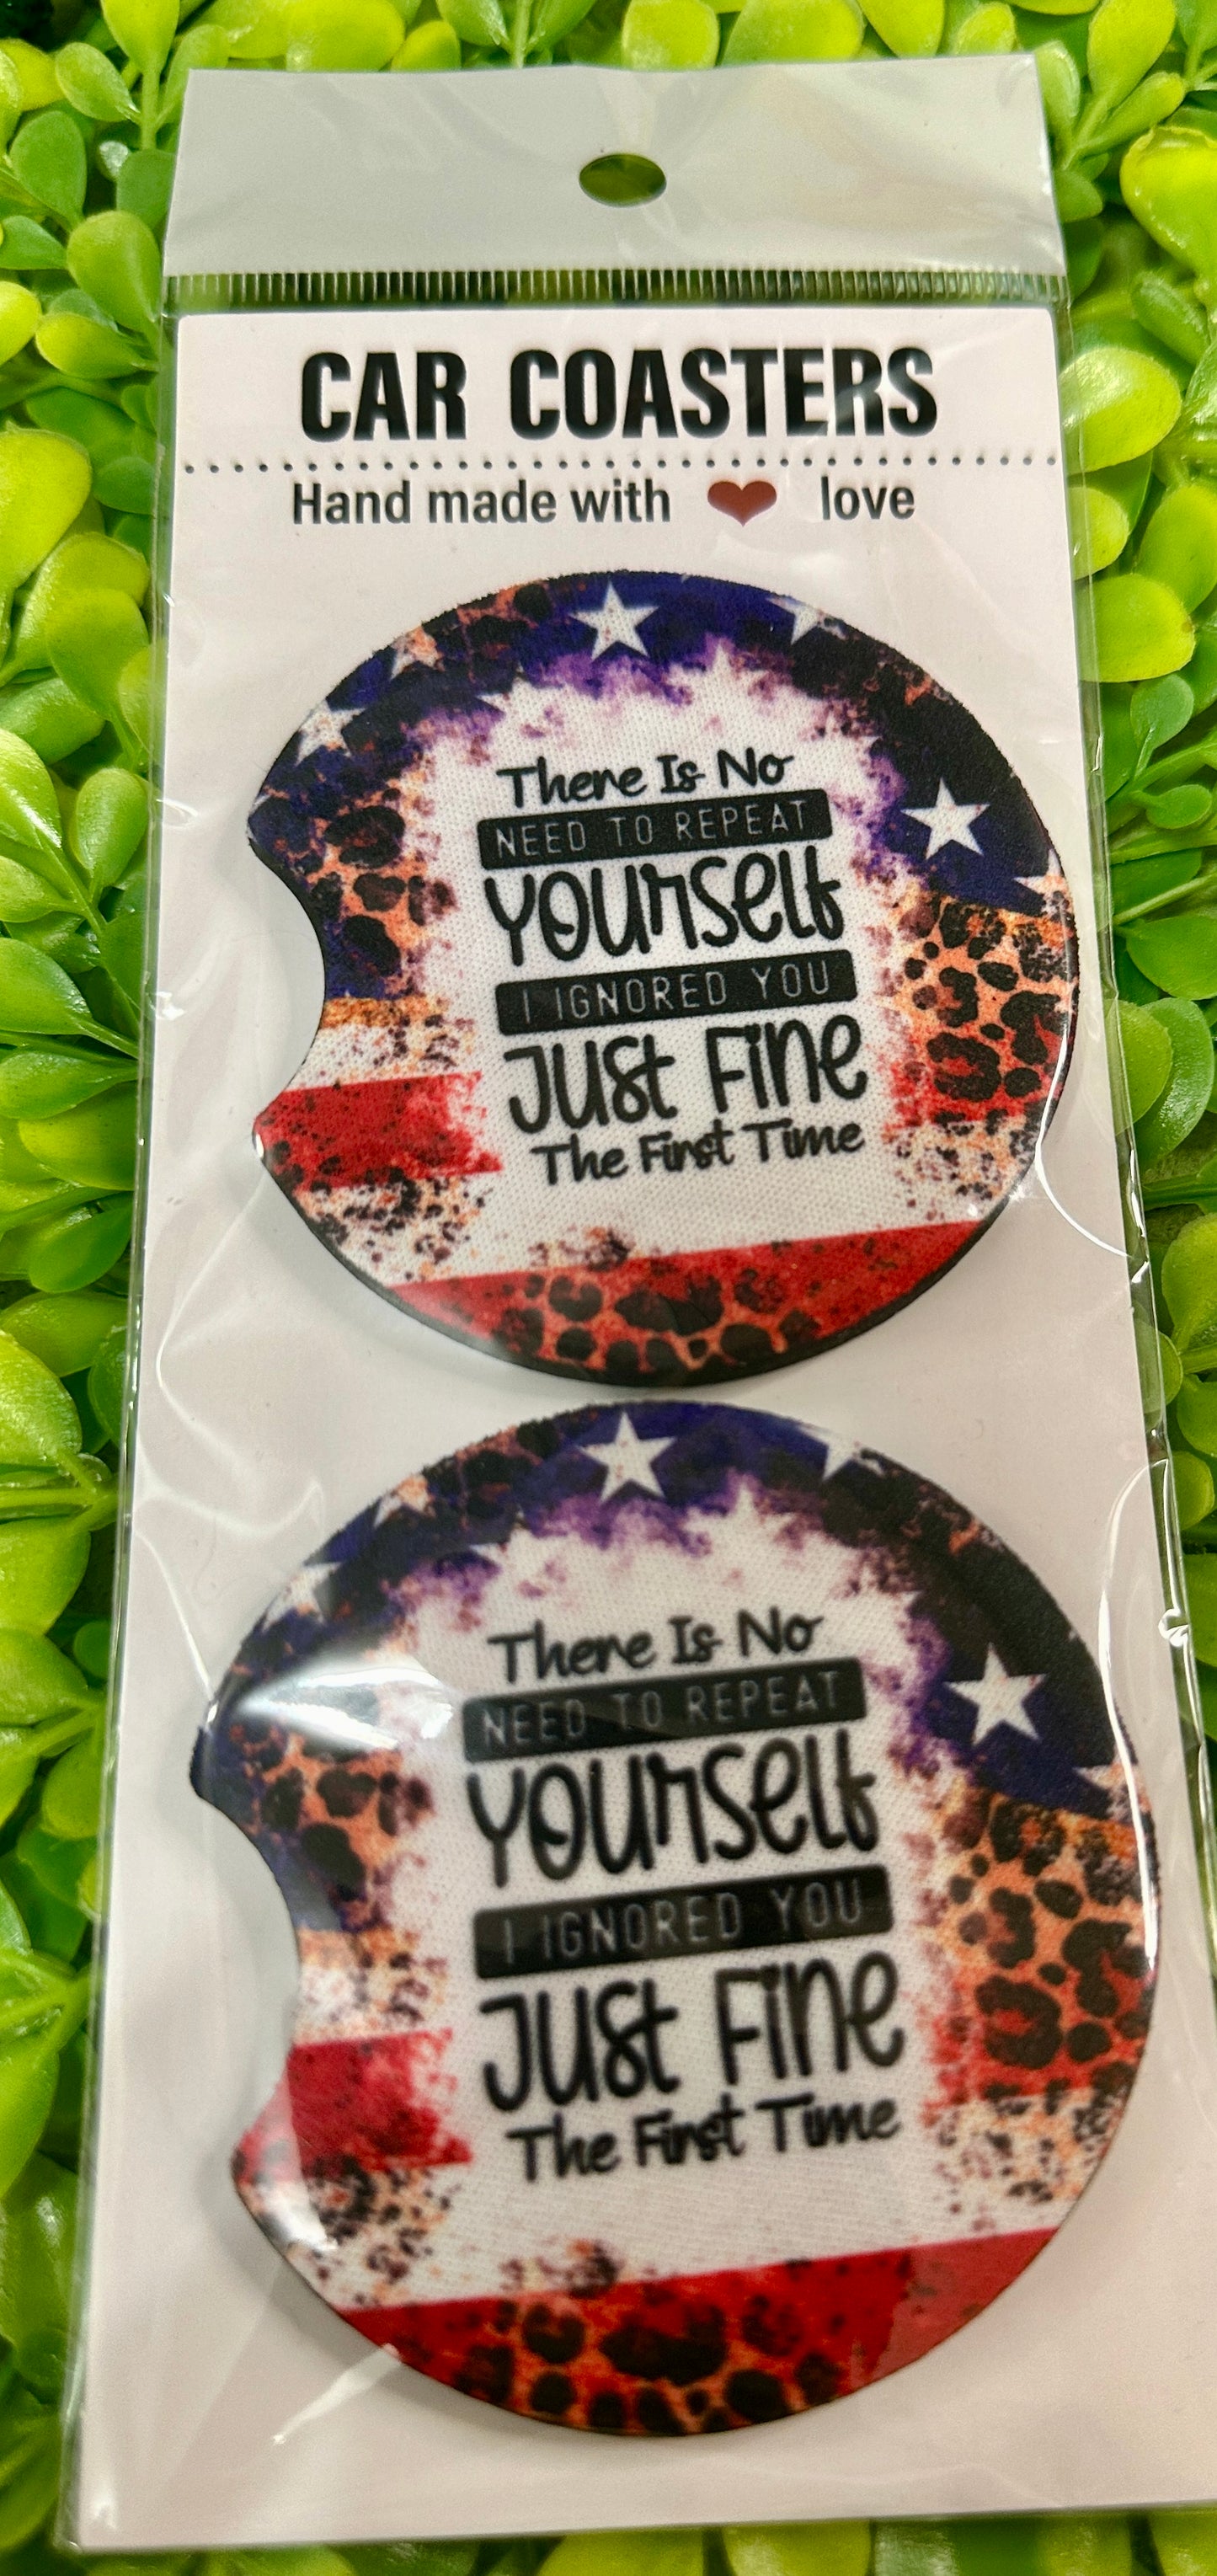 CAR COASTERS
Hand made with love
There Is No
NEED TO REPEAT
Yourself
I IGNORED YOU
Just Fine
The First Time
There Is No
NEED TO REPEAT
Yourself
I IGNORED YOU
Just Fine
The First Time